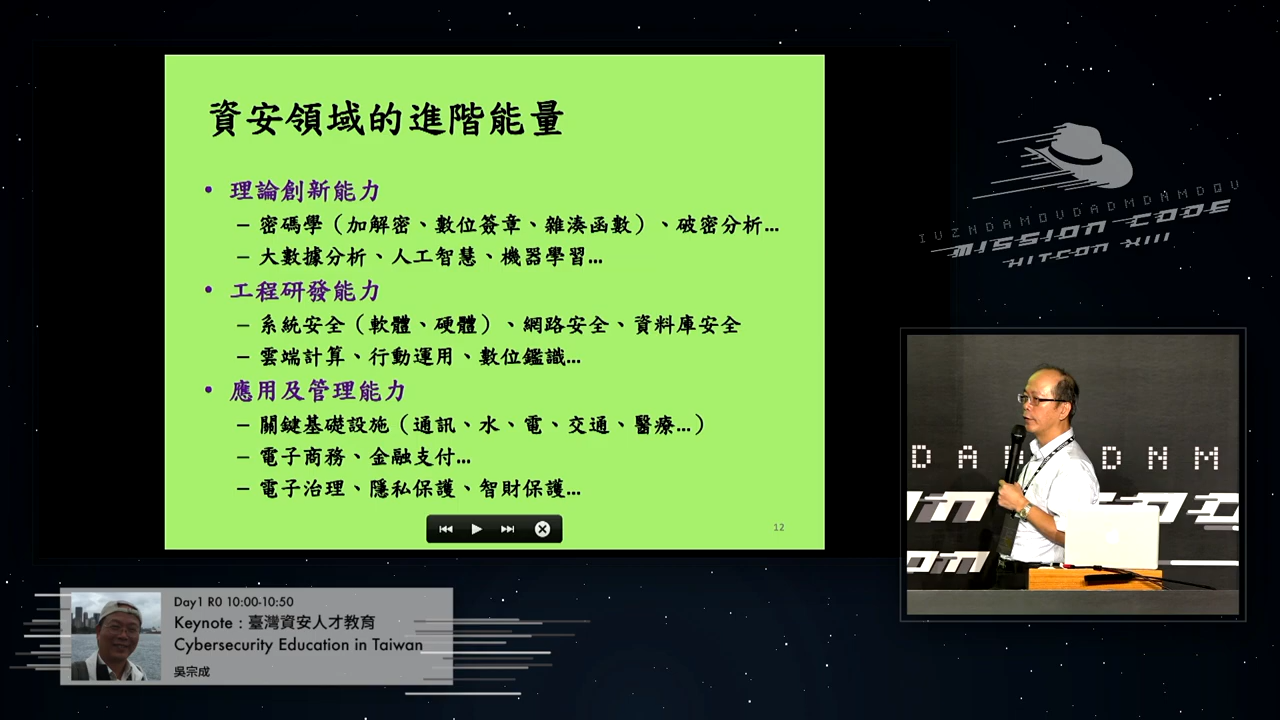 資安領域的進階能量
• 理論創新能力
– 密碼學（加解密、數位簽章、雜湊函數）、破密分析…
– 大數據分析、人工智慧、機器學習…
• 工程研發能力
– 系統安全（軟體、硬體）、網路安全、資料庫安全
– 雲端計算、行動運用、數位鑑識…
• 應用及管理能力
– 關鍵基礎設施（通訊、水、電、交通、醫療…）
– 電子商務、金融支付…
– 電子治理、隱私保護、智財保護…
12
IVZNDAMOVDADMDNMDQV
MISSION CODE
HITCON XIII
DA
DNM
Day1 R0 10:00-10:50
Keynote：臺灣資安人才教育
Cybersecurity Education in Taiwan
吳宗成